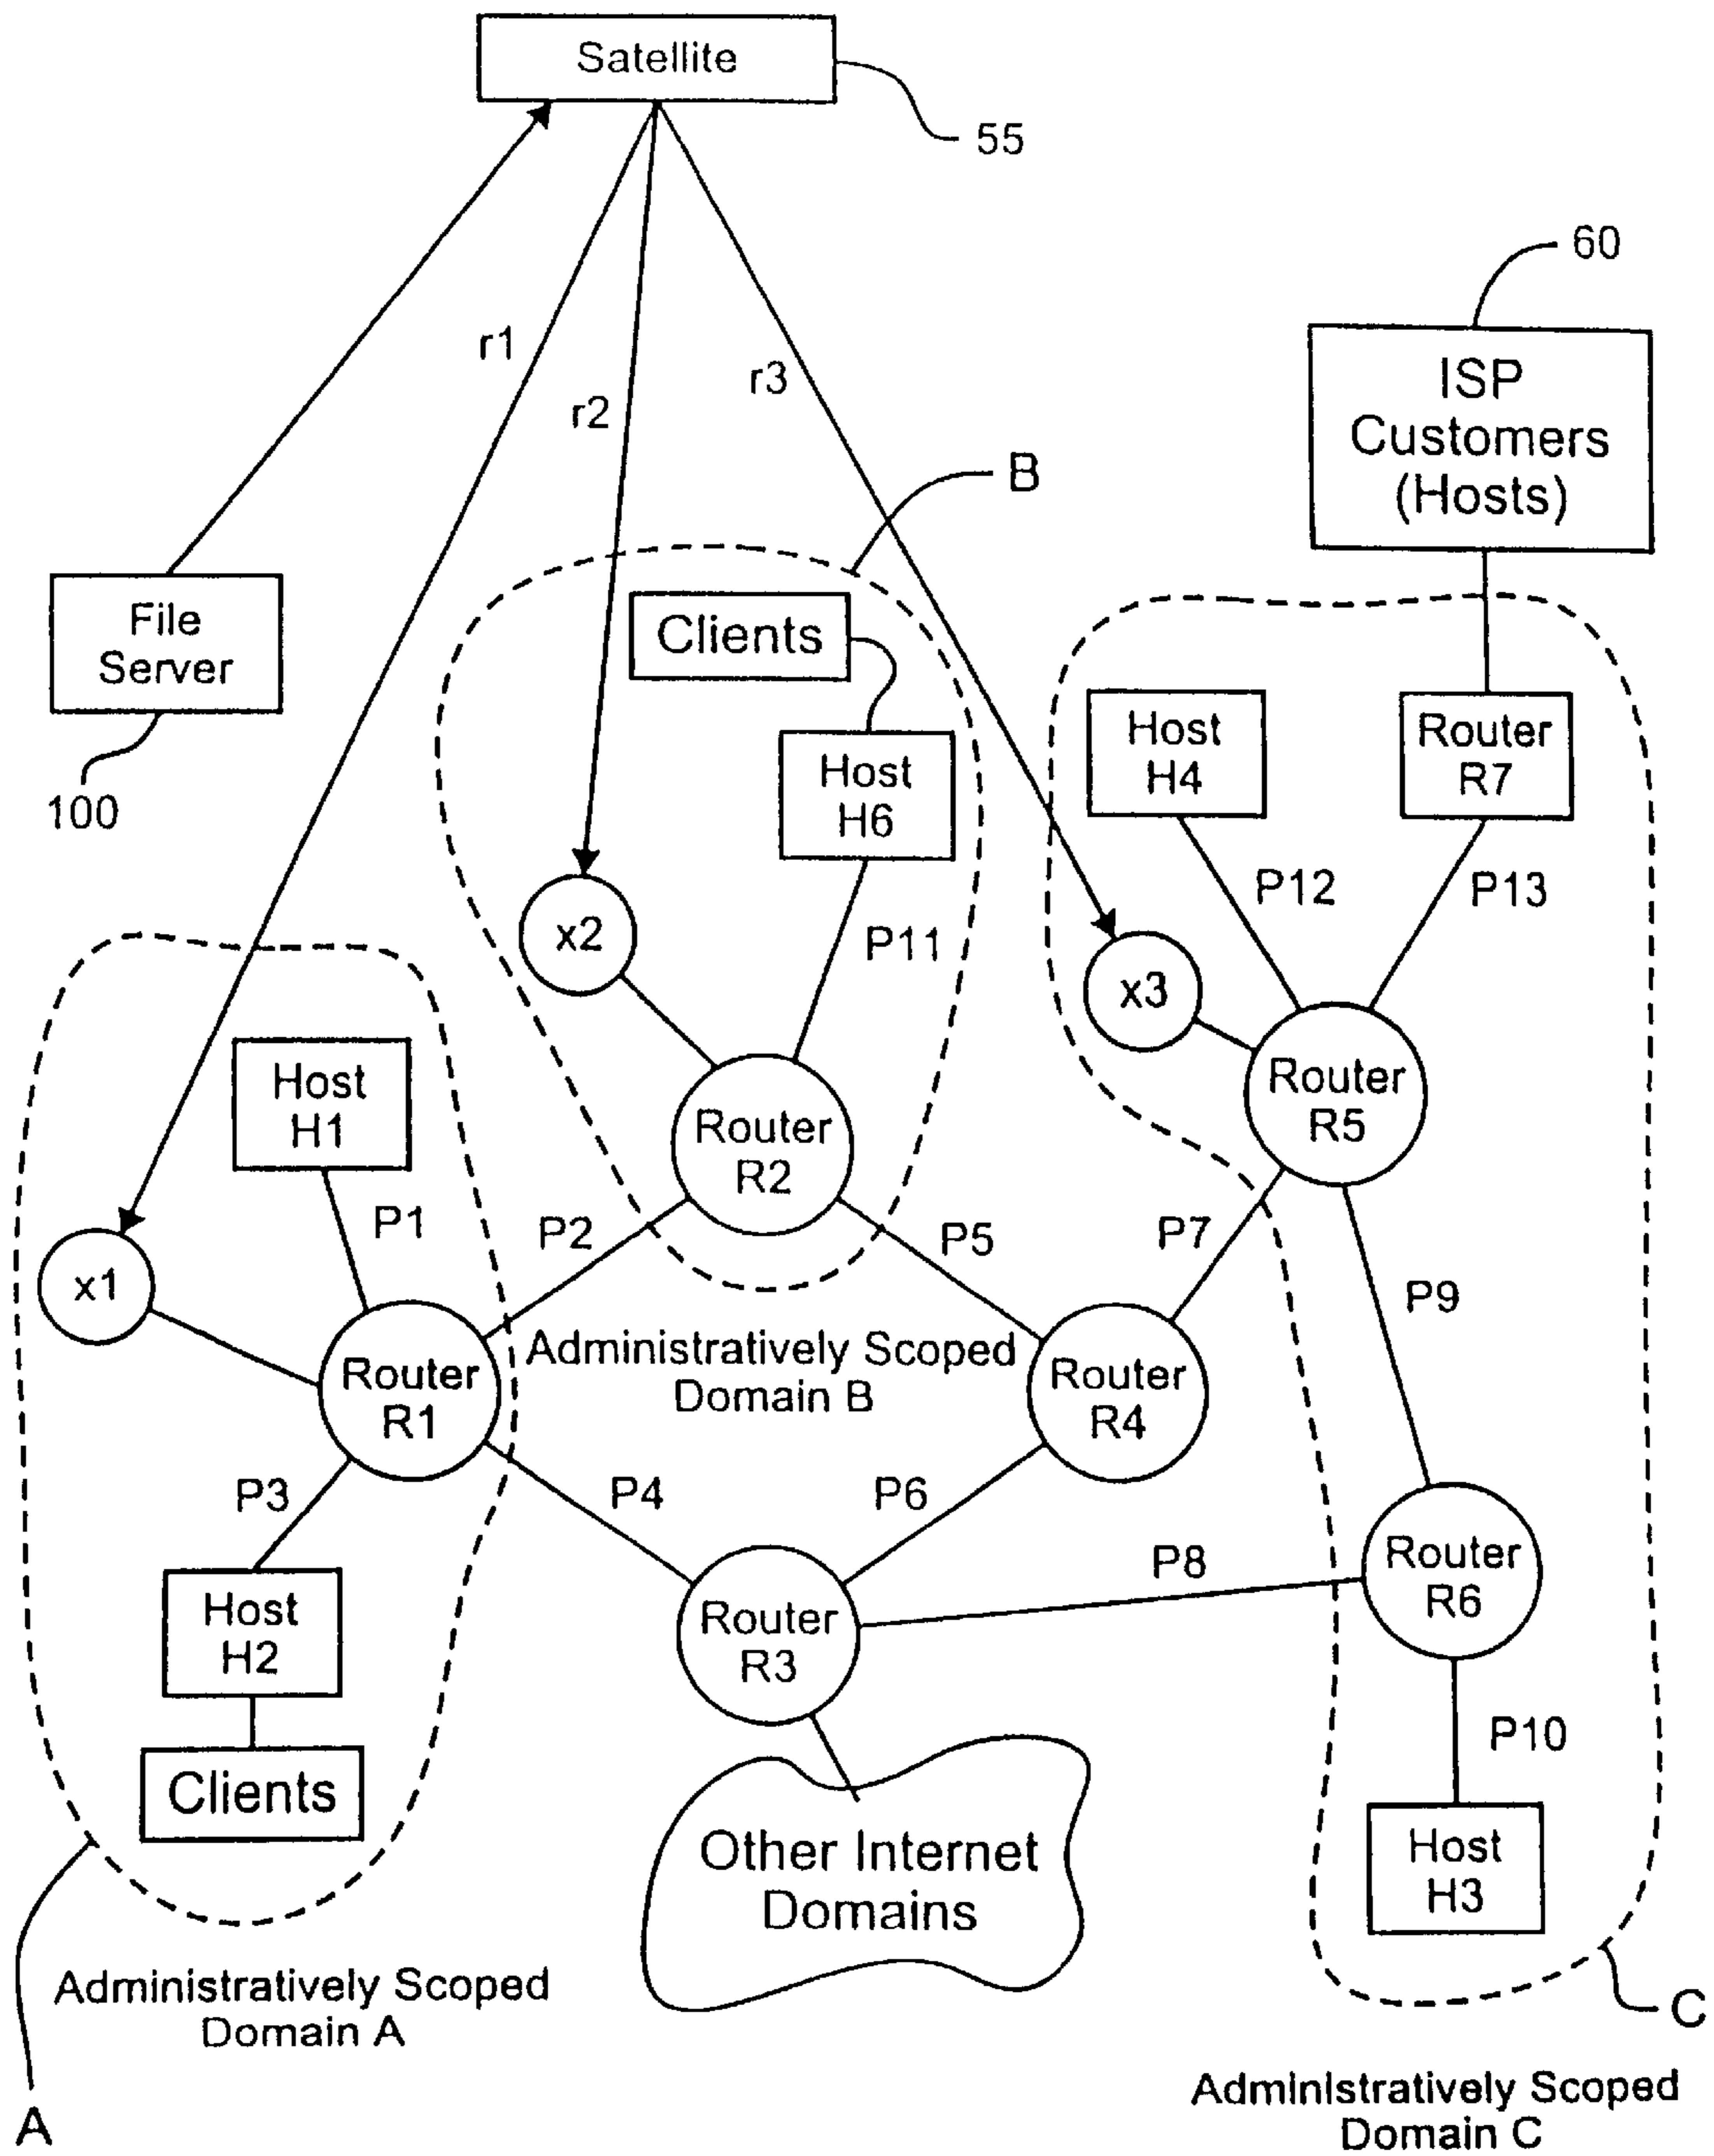 Satellite
55
60
r1
r2
r3
ISP
Customers
(Hosts)
B
File
Server
100
Clients
Host
H6
Host
H4
Router
R7
P12
P13
x2
P11
x3
Host
H1
Router
R5
Router
R2
P1
P2
P5
P7
x1
P9
Administratively Scoped
Domain B
Router
R1
Router
R4
P3
P4
P6
P8
Router
R6
Host
H2
Router
R3
P10
Clients
Other Internet
Domains
Host
H3
Administratively Scoped
Domain A
C
A
Administratively Scoped
Domain C